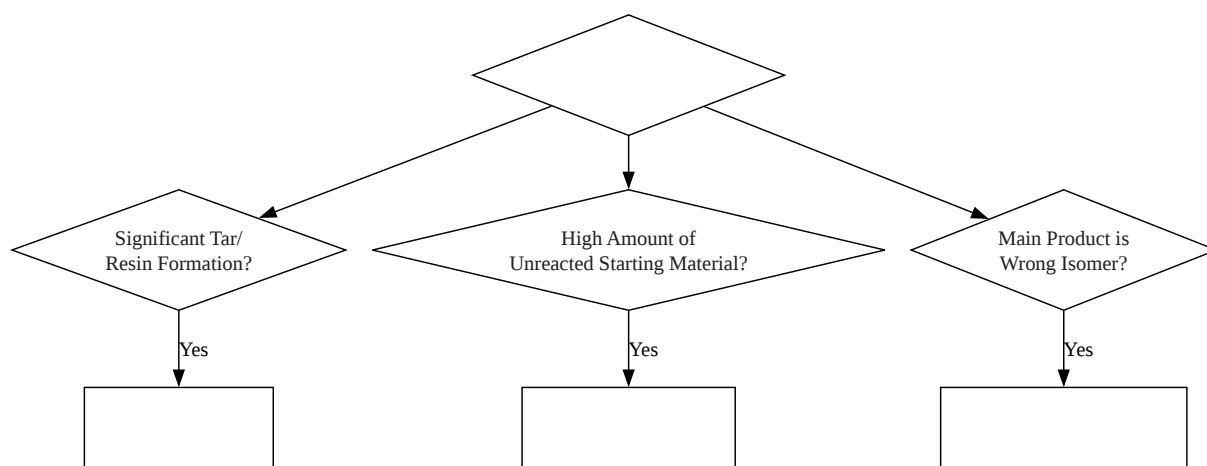 Significant Tar/
Resin Formation?
High Amount of
Unreacted Starting Material?
Main Product is
Wrong Isomer?
Yes
Yes
Yes